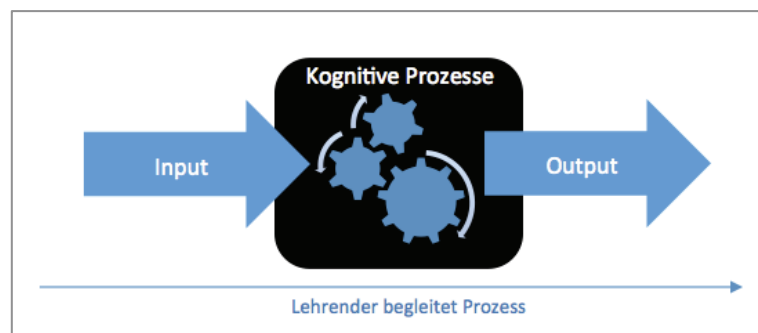 Kognitive Prozesse
Input
Output
Lehrender begleitet Prozess